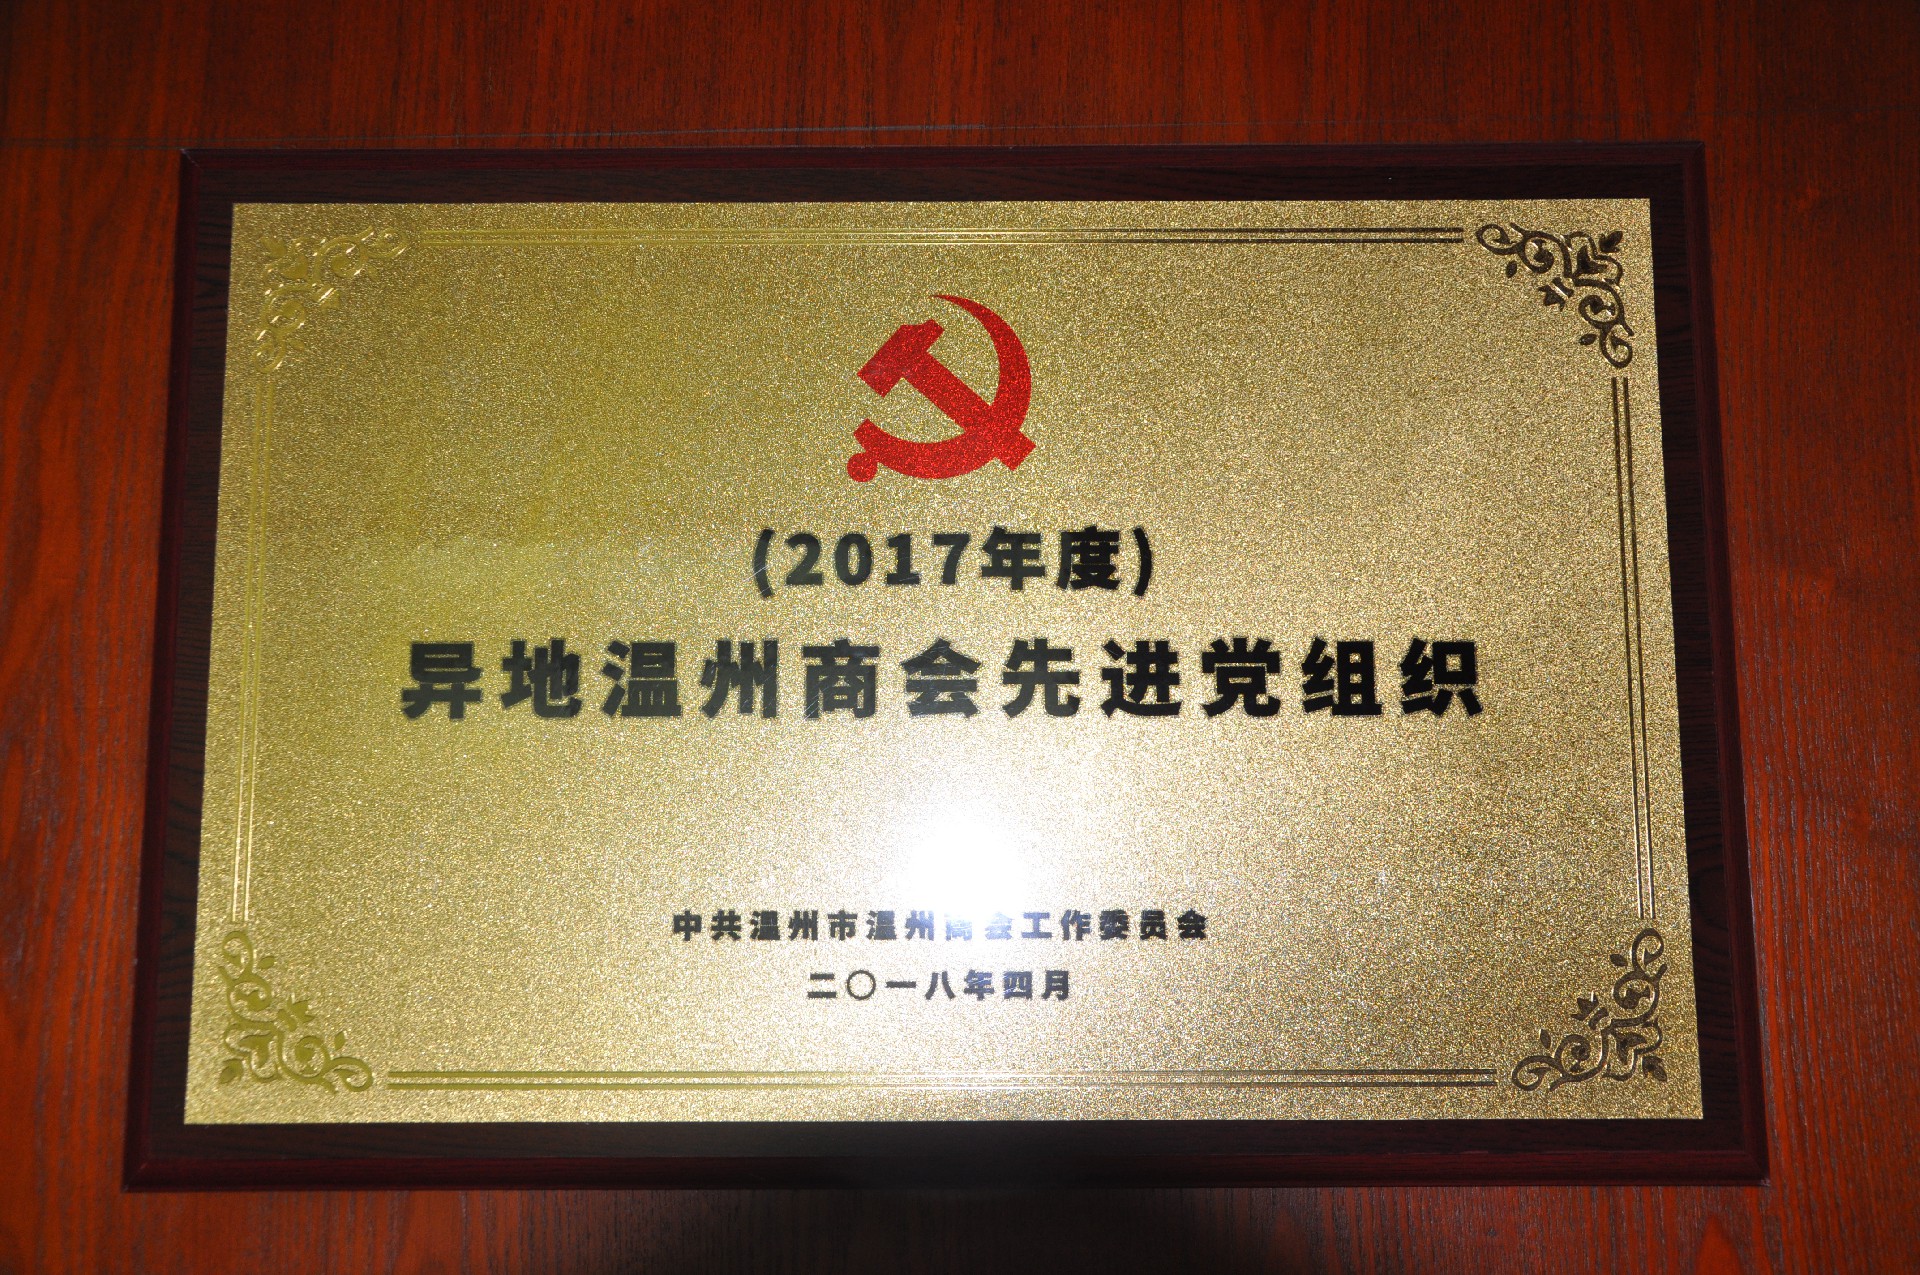 (2017年度)
异地温州商会先进党组织
中共温州市温州商会工作委员会
二〇一八年四月